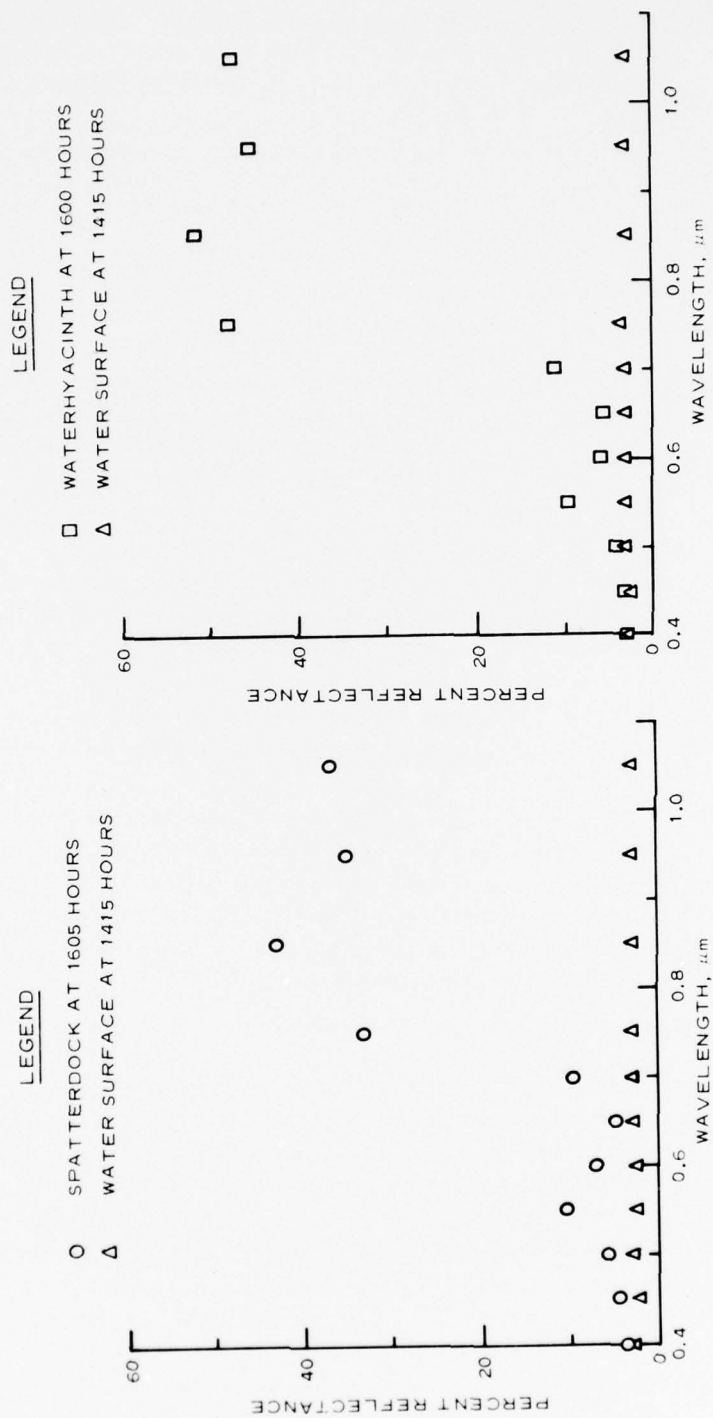 LEGEND
SPATTERDOCK AT 1605 HOURS
WATER SURFACE AT 1415 HOURS
60
40
20
0
PERCENT REFLECTANCE
0.4
0.6
0.8
1.0
WAVELENGTH, μm
LEGEND
WATERHYACINTH AT 1600 HOURS
WATER SURFACE AT 1415 HOURS
60
40
20
0
PERCENT REFLECTANCE
0.4
0.6
0.8
1.0
WAVELENGTH, μm